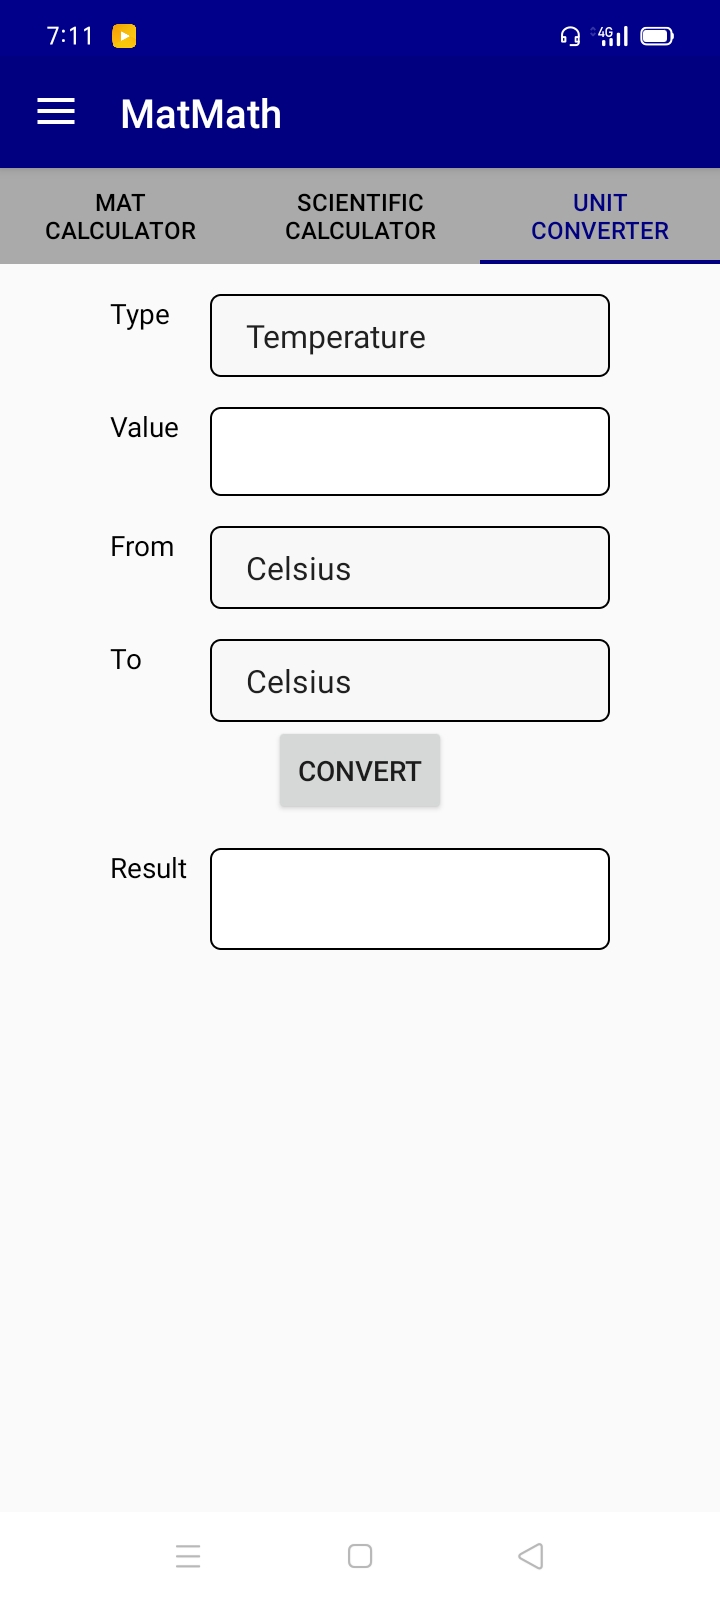 7:11 4G
MatMath
MAT
CALCULATOR
SCIENTIFIC
CALCULATOR
UNIT
CONVERTER
Type
Temperature
Value
From
Celsius
To
Celsius
CONVERT
Result